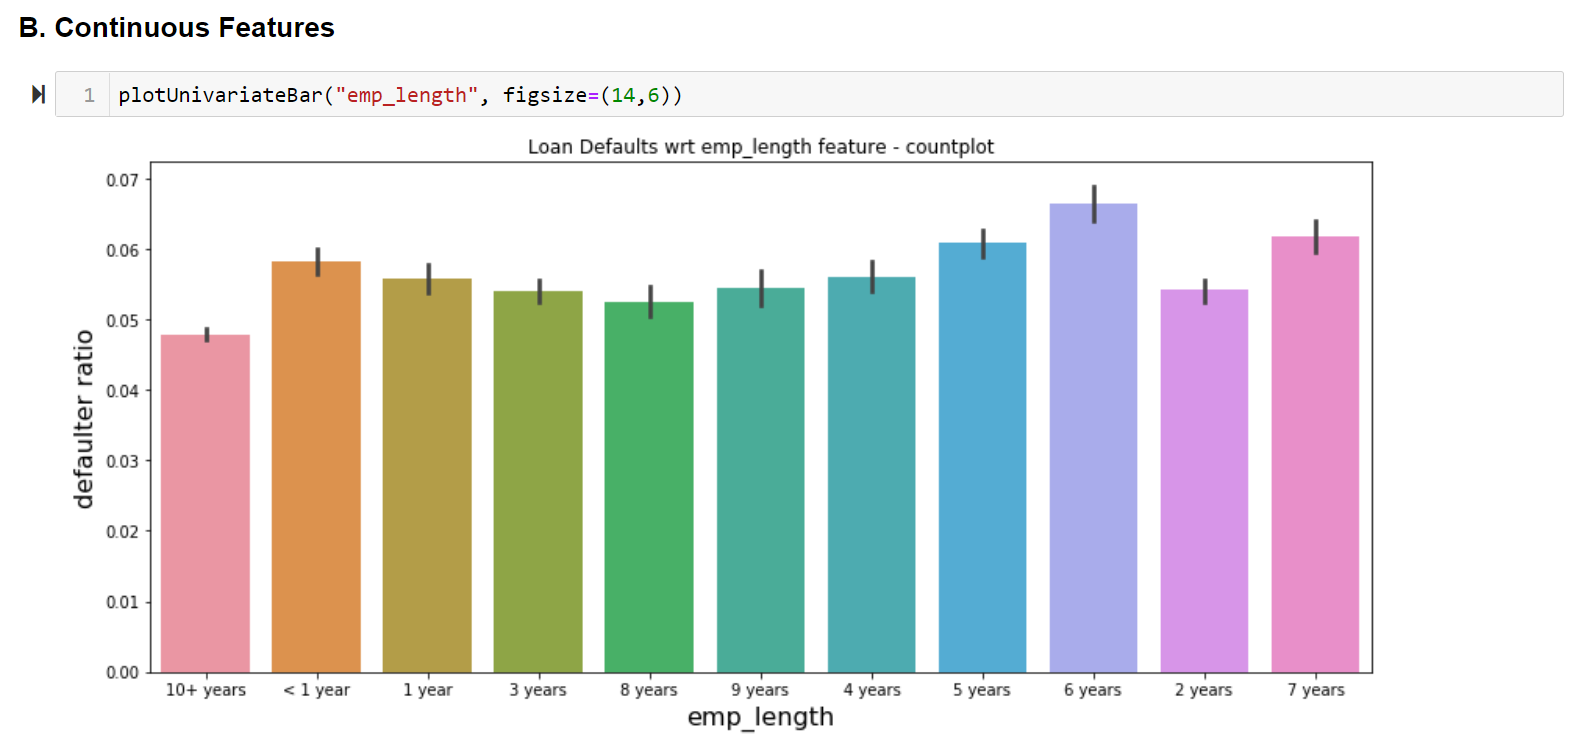 B. Continuous Features
1 plotUnivariateBar("emp_length", figsize=(14,6))
Loan Defaults wrt emp_length feature - countplot
0.07
0.06
0.05
0.04
0.03
0.02
0.01
0.00
defaulter ratio
10+ years < 1 year 1 year 3 years 8 years 9 years 4 years 5 years 6 years 2 years 7 years
emp_length